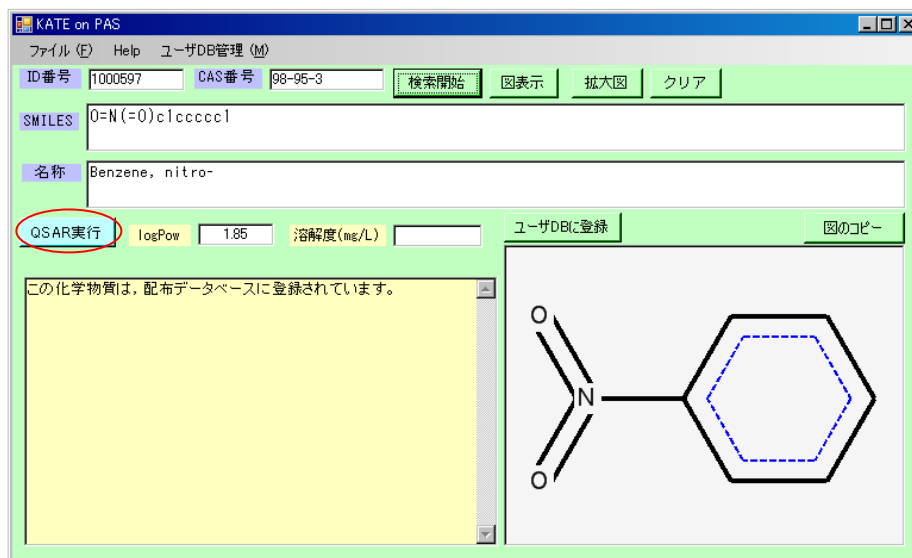 KATE on PAS
ファイル (F) Help ユーザDB管理 (M)
ID番号 1000597 CAS番号 98-95-3 検索開始 図表示 拡大図 クリア
SMILES O=N(=O)c1ccccc1
名称 Benzene, nitro-
QSAR実行 logPow 1.85 溶解度(mg/L) ユーザDBに登録 図のコピー
この化学物質は，配布データベースに登録されています。
O
N
O